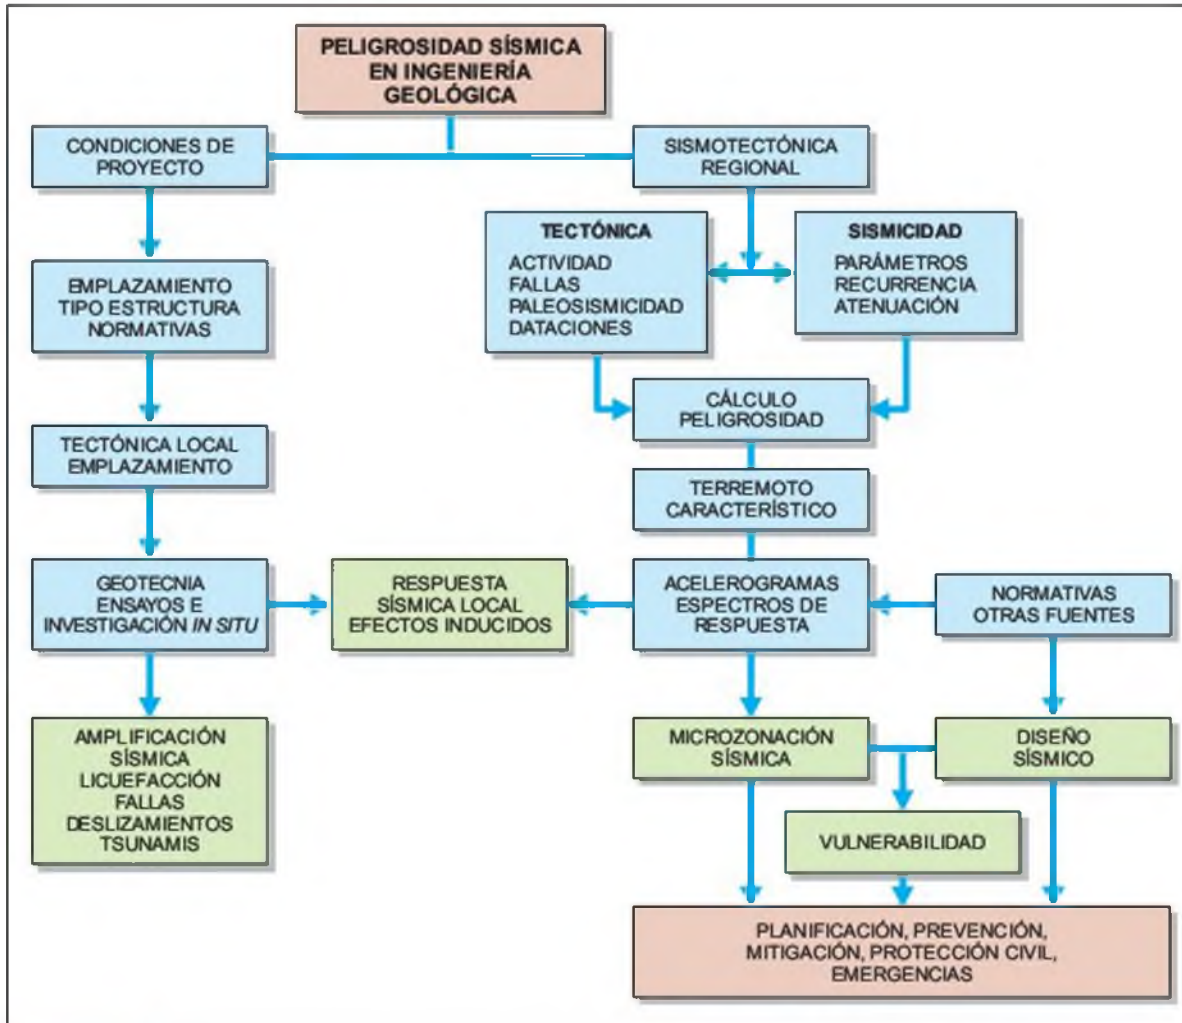 PELIGROSIDAD SÍSMICA
EN INGENIERÍA
GEOLÓGICA
CONDICIONES DE
PROYECTO
SISMOTECTÓNICA
REGIONAL
TECTÓNICA
ACTIVIDAD
FALLAS
PALEOSISMICIDAD
DATACIONES
SISMICIDAD
PARÁMETROS
RECURRENCIA
ATENUACIÓN
EMPLAZAMIENTO
TIPO ESTRUCTURA
NORMATIVAS
CÁLCULO
PELIGROSIDAD
TECTÓNICA LOCAL
EMPLAZAMIENTO
TERREMOTO
CARACTERÍSTICO
GEOTECNIA
ENSAYOS E
INVESTIGACIÓN IN SITU
RESPUESTA
SÍSMICA LOCAL
EFECTOS INDUCIDOS
ACELEROGRAMAS
ESPECTROS DE
RESPUESTA
NORMATIVAS
OTRAS FUENTES
AMPLIFICACIÓN
SÍSMICA
LICUEFACCIÓN
FALLAS
DESLIZAMIENTOS
TSUNAMIS
MICROZONACIÓN
SÍSMICA
DISEÑO
SÍSMICO
VULNERABILIDAD
PLANIFICACIÓN, PREVENCIÓN,
MITIGACIÓN, PROTECCIÓN CIVIL,
EMERGENCIAS